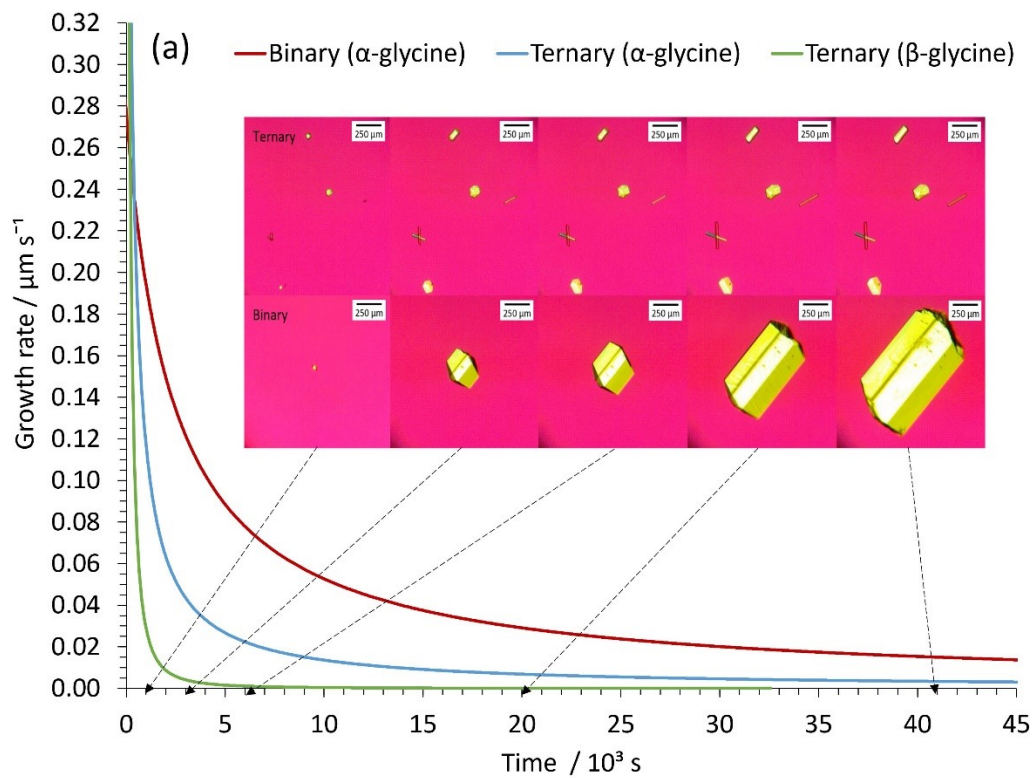 (a)
Binary (α-glycine) Ternary (α-glycine) Ternary (β-glycine)
Growth rate / μm s⁻¹
0.32
0.30
0.28
0.26
0.24
0.22
0.20
0.18
0.16
0.14
0.12
0.10
0.08
0.06
0.04
0.02
0.00
Ternary 250 μm 250 μm 250 μm 250 μm 250 μm
Binary 250 μm 250 μm 250 μm 250 μm 250 μm
0 5 10 15 20 25 30 35 40 45
Time / 10³ s